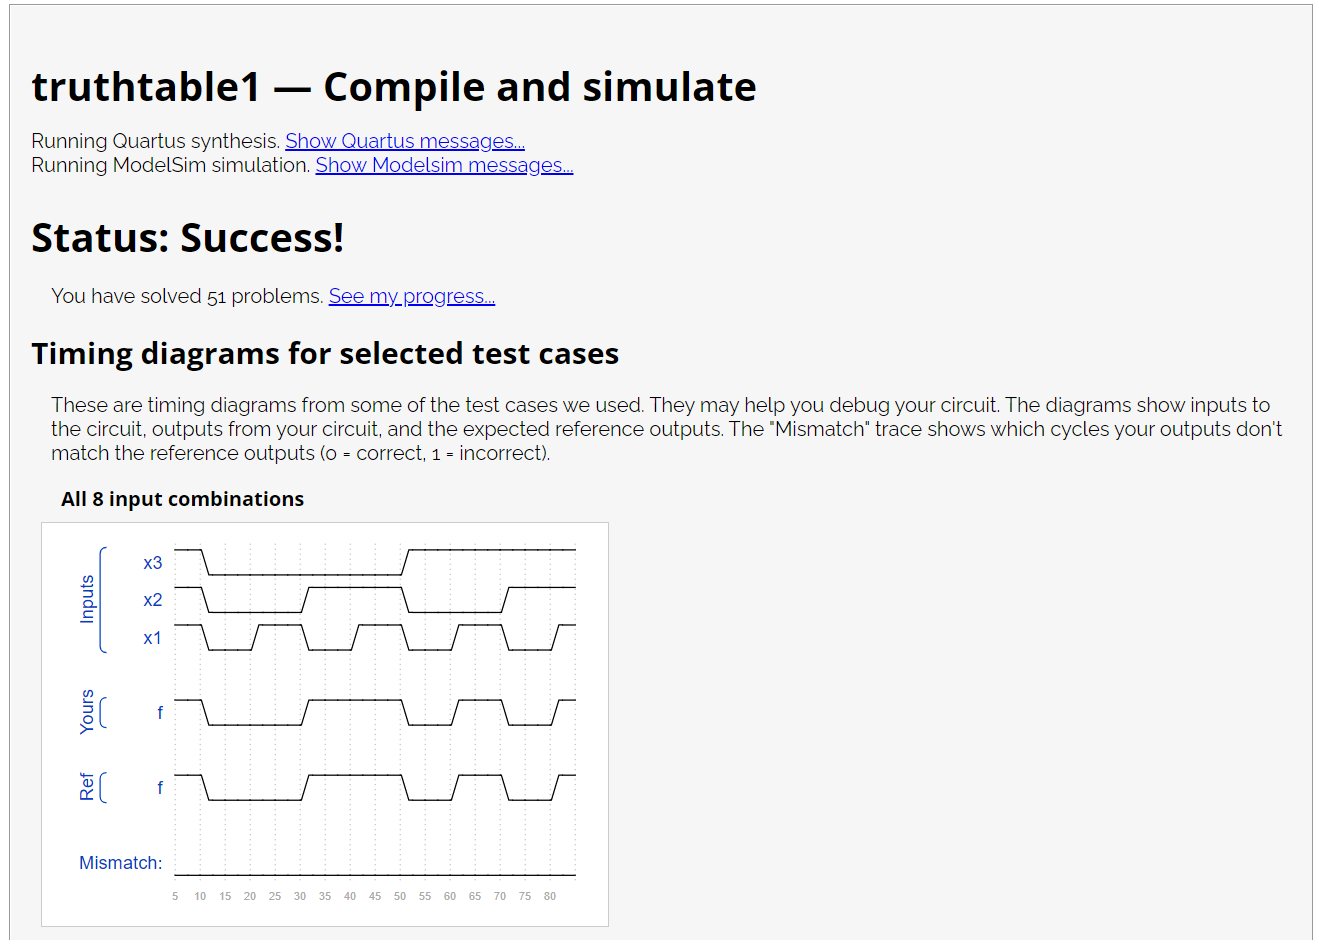 truthtable1 — Compile and simulate
Running Quartus synthesis. Show Quartus messages...
Running ModelSim simulation. Show Modelsim messages...
Status: Success!
You have solved 51 problems. See my progress...
Timing diagrams for selected test cases
These are timing diagrams from some of the test cases we used. They may help you debug your circuit. The diagrams show inputs to
the circuit, outputs from your circuit, and the expected reference outputs. The "Mismatch" trace shows which cycles your outputs don't
match the reference outputs (0 = correct, 1 = incorrect).
All 8 input combinations
Inputs
x3
x2
x1
Yours
f
Ref
f
Mismatch:
5 10 15 20 25 30 35 40 45 50 55 60 65 70 75 80